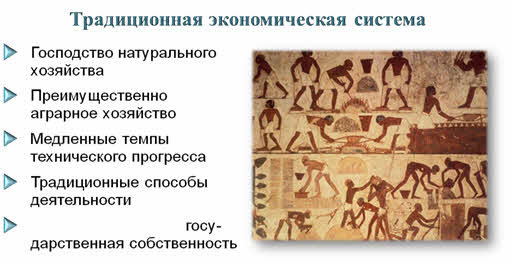 Традиционная экономическая система
Господство натурального
хозяйства
Преимущественно
аграрное хозяйство
Медленные темпы
технического прогресса
Традиционные способы
деятельности
госу-
дарственная собственность